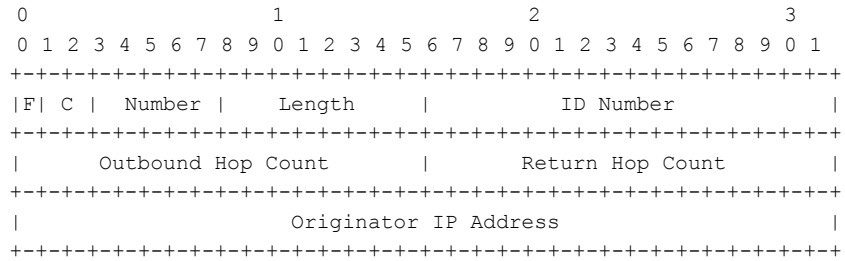 0                   1                   2                   3
0 1 2 3 4 5 6 7 8 9 0 1 2 3 4 5 6 7 8 9 0 1 2 3 4 5 6 7 8 9 0 1
+-+-+-+-+-+-+-+-+-+-+-+-+-+-+-+-+-+-+-+-+-+-+-+-+-+-+-+-+-+-+-+-+
|F| C |  Number |    Length     |          ID Number            |
+-+-+-+-+-+-+-+-+-+-+-+-+-+-+-+-+-+-+-+-+-+-+-+-+-+-+-+-+-+-+-+-+
|      Outbound Hop Count       |       Return Hop Count        |
+-+-+-+-+-+-+-+-+-+-+-+-+-+-+-+-+-+-+-+-+-+-+-+-+-+-+-+-+-+-+-+-+
|                     Originator IP Address                     |
+-+-+-+-+-+-+-+-+-+-+-+-+-+-+-+-+-+-+-+-+-+-+-+-+-+-+-+-+-+-+-+-+